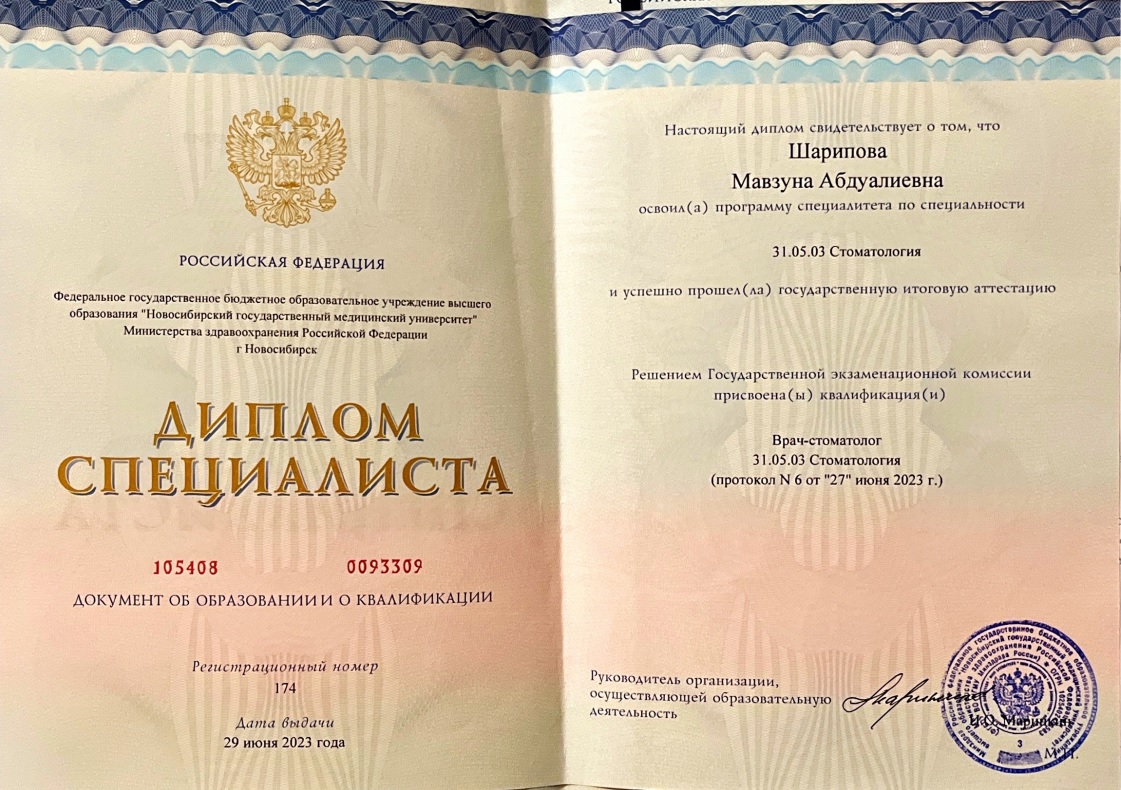 РОССИЙСКАЯ ФЕДЕРАЦИЯ
Федеральное государственное бюджетное образовательное учреждение высшего
образования "Новосибирский государственный медицинский университет"
Министерства здравоохранения Российской Федерации
г Новосибирск
ДИПЛОМ
СПЕЦИАЛИСТА
105408 0093309
ДОКУМЕНТ ОБ ОБРАЗОВАНИИ И О КВАЛИФИКАЦИИ
Регистрационный номер
174
Дата выдачи
29 июня 2023 года
Настоящий диплом свидетельствует о том, что
Шарипова
Мавзуна Абдуалиевна
освоил(а) программу специалитета по специальности
31.05.03 Стоматология
и успешно прошел(ла) государственную итоговую аттестацию
Решением Государственной экзаменационной комиссии
присвоена(ы) квалификация(и)
Врач-стоматолог
31.05.03 Стоматология
(протокол N 6 от "27" июня 2023 г.)
Руководитель организации,
осуществляющей образовательную
деятельность
М.П.